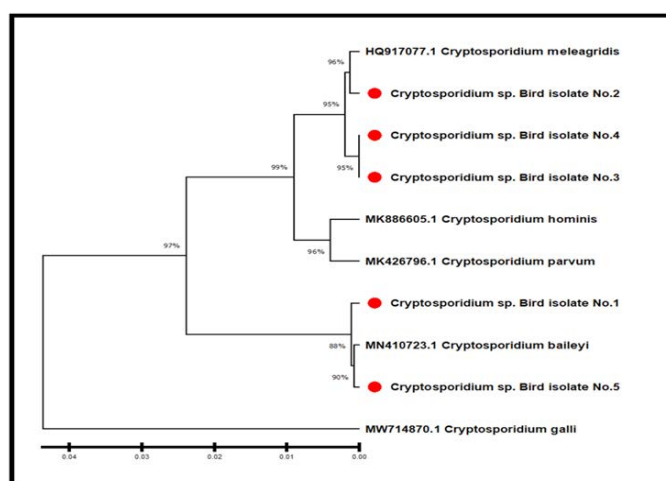 HQ917077.1 Cryptosporidium meleagridis
96%
Cryptosporidium sp. Bird isolate No.2
95%
Cryptosporidium sp. Bird isolate No.4
95%
Cryptosporidium sp. Bird isolate No.3
99%
MK886605.1 Cryptosporidium hominis
97%
96%
MK426796.1 Cryptosporidium parvum
Cryptosporidium sp. Bird isolate No.1
88%
MN410723.1 Cryptosporidium baileyi
90%
Cryptosporidium sp. Bird isolate No.5
MW714870.1 Cryptosporidium galli
0.04 0.03 0.02 0.01 0.00